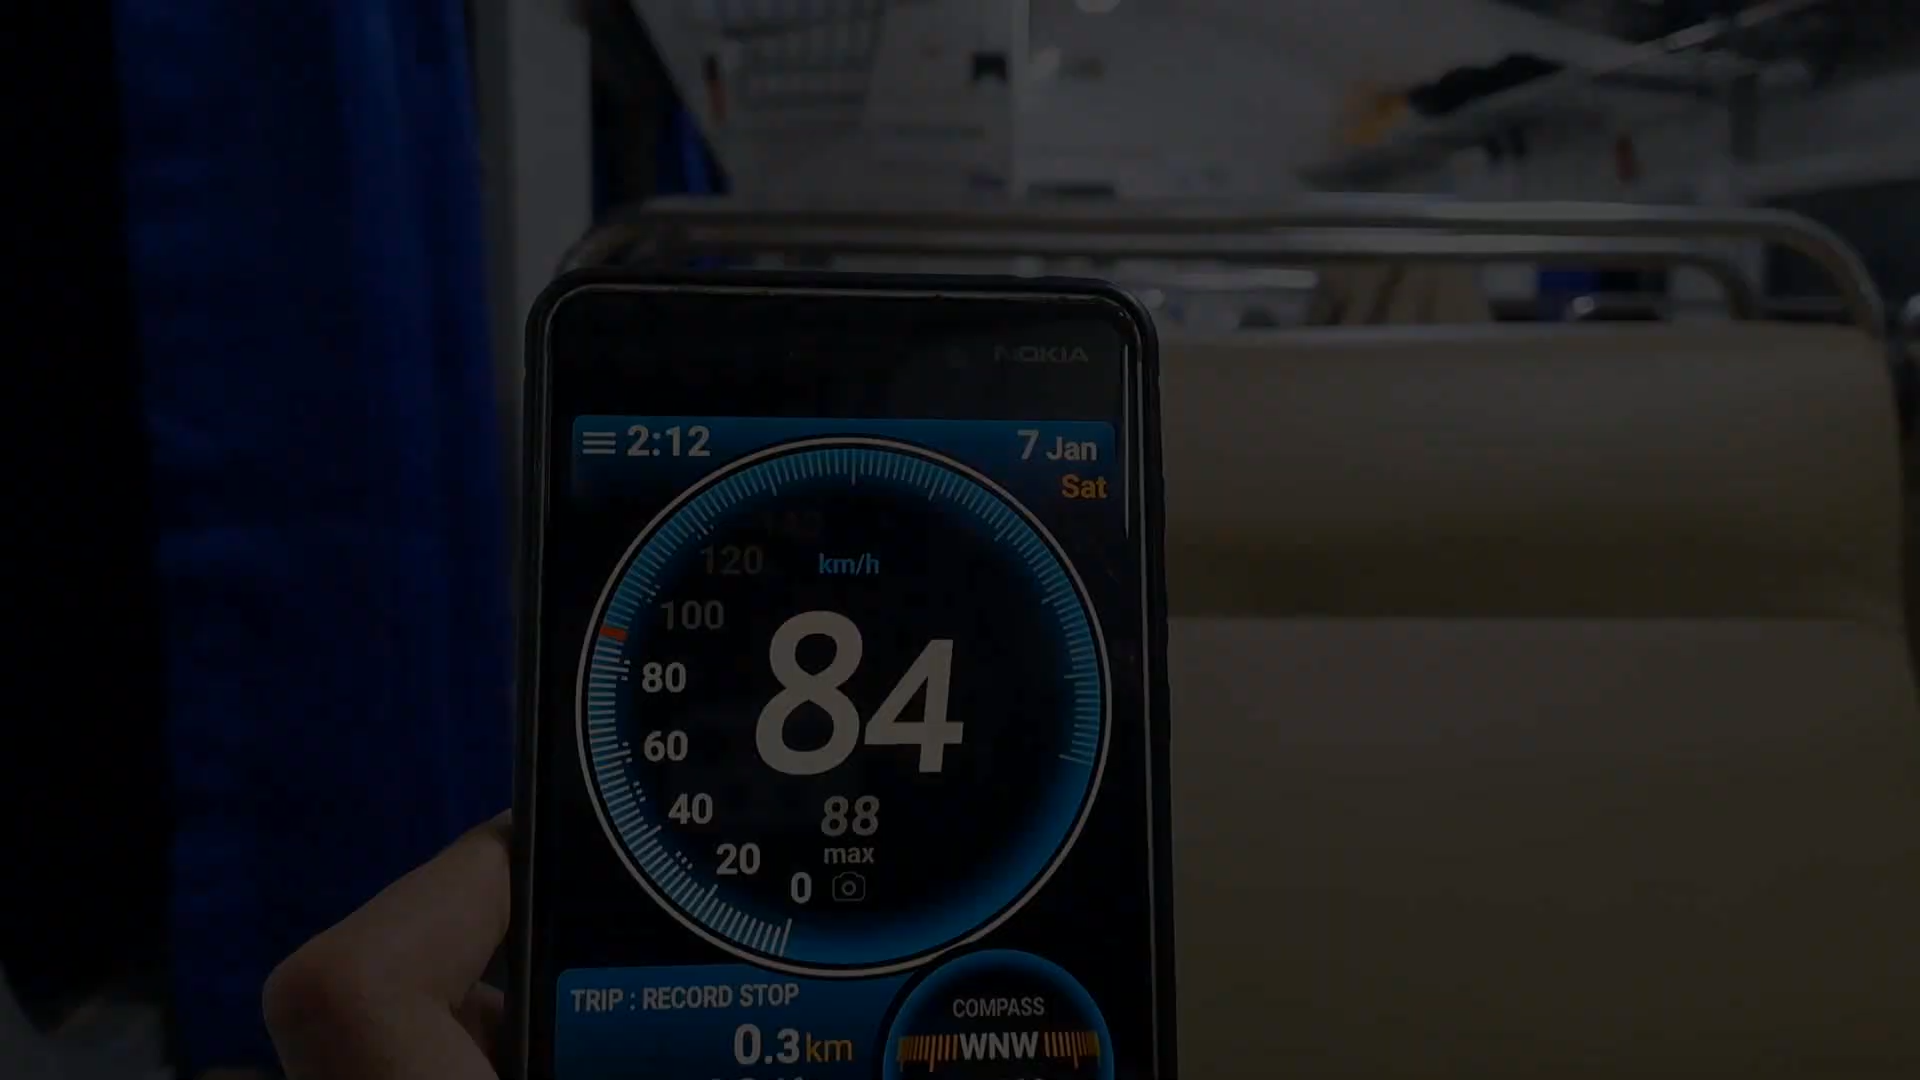 NOKIA
2:12
7 Jan
Sat
120
km/h
100
84
80
60
40
88
max
20
0
TRIP : RECORD STOP
0.3 km
COMPASS
WNW